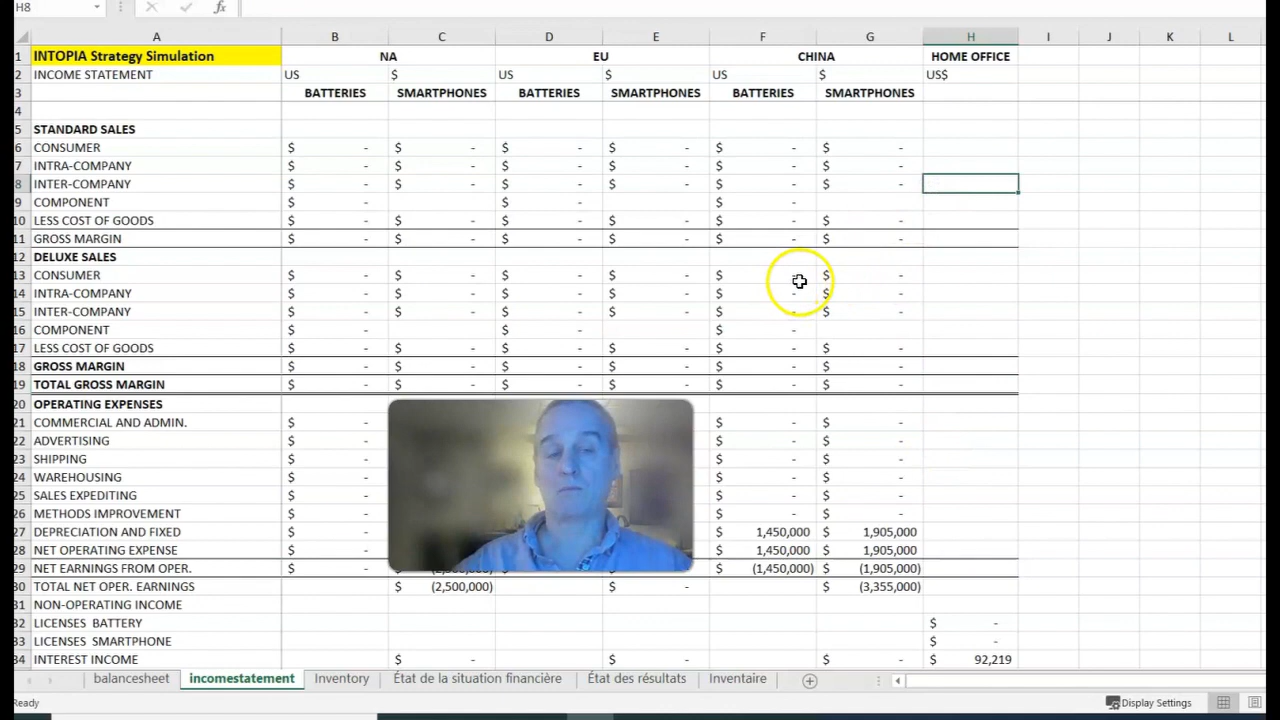 H8 fx
A B C D E F G H I J K L
1 INTOPIA Strategy Simulation NA EU CHINA HOME OFFICE
2 INCOME STATEMENT US $ US $ US $ US$
3 BATTERIES SMARTPHONES BATTERIES SMARTPHONES BATTERIES SMARTPHONES
4
5 STANDARD SALES
6 CONSUMER $ - $ - $ - $ - $ - $ -
7 INTRA-COMPANY $ - $ - $ - $ - $ - $ -
8 INTER-COMPANY $ - $ - $ - $ - $ - $ -
9 COMPONENT $ - $ - $ -
10 LESS COST OF GOODS $ - $ - $ - $ - $ - $ -
11 GROSS MARGIN $ - $ - $ - $ - $ - $ -
12 DELUXE SALES
13 CONSUMER $ - $ - $ - $ - $ - $ -
14 INTRA-COMPANY $ - $ - $ - $ - $ - $ -
15 INTER-COMPANY $ - $ - $ - $ - $ - $ -
16 COMPONENT $ - $ - $ -
17 LESS COST OF GOODS $ - $ - $ - $ - $ - $ -
18 GROSS MARGIN $ - $ - $ - $ - $ - $ -
19 TOTAL GROSS MARGIN $ - $ - $ - $ - $ - $ -
20 OPERATING EXPENSES
21 COMMERCIAL AND ADMIN. $ - $ - $ -
22 ADVERTISING $ - $ - $ -
23 SHIPPING $ - $ - $ -
24 WAREHOUSING $ - $ - $ -
25 SALES EXPEDITING $ - $ - $ -
26 METHODS IMPROVEMENT $ - $ - $ -
27 DEPRECIATION AND FIXED $ - $ 1,450,000 $ 1,905,000
28 NET OPERATING EXPENSE $ - $ 1,450,000 $ 1,905,000
29 NET EARNINGS FROM OPER. $ - $ (1,450,000) $ (1,905,000)
30 TOTAL NET OPER. EARNINGS $ (2,500,000) $ - $ (3,355,000)
31 NON-OPERATING INCOME
32 LICENSES BATTERY $ -
33 LICENSES SMARTPHONE $ -
34 INTEREST INCOME $ - $ - $ - $ 92,219
balancesheet incomestatement Inventory État de la situation financière État des résultats Inventaire
Ready Display Settings